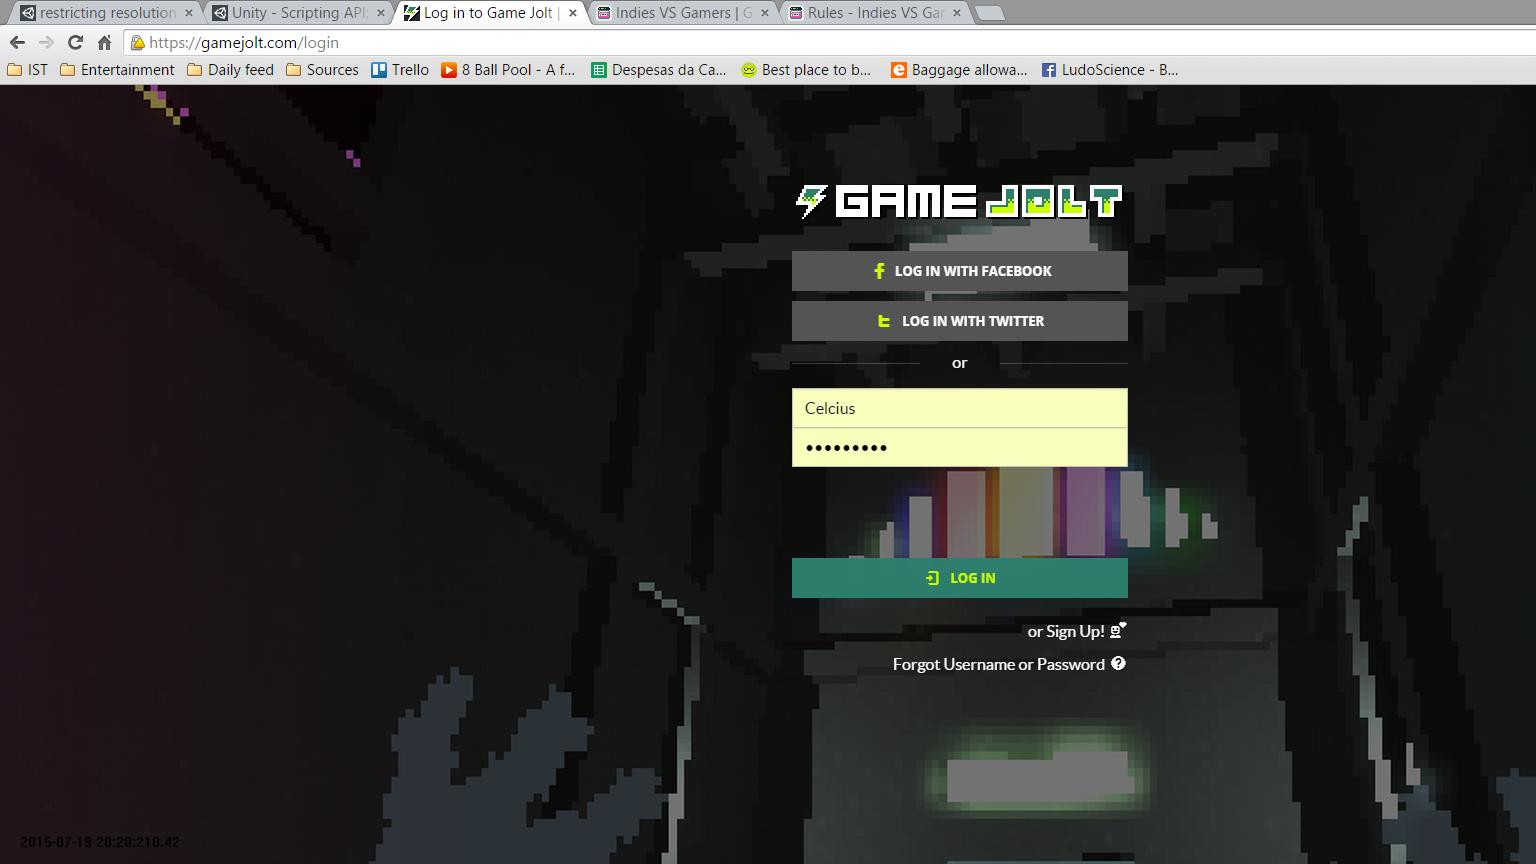 restricting resolution
Unity - Scripting API:
Log in to Game Jolt |
Indies VS Gamers | G
Rules - Indies VS Gar
https://gamejolt.com/login
IST
Entertainment
Daily feed
Sources
Trello
8 Ball Pool - A f...
Despesas da Ca...
Best place to b...
Baggage allowa...
LudoScience - B...
GAME JOLT
LOG IN WITH FACEBOOK
LOG IN WITH TWITTER
or
Celcius
•••••••••
LOG IN
or Sign Up!
Forgot Username or Password
2015-07-19 20:20:210.42